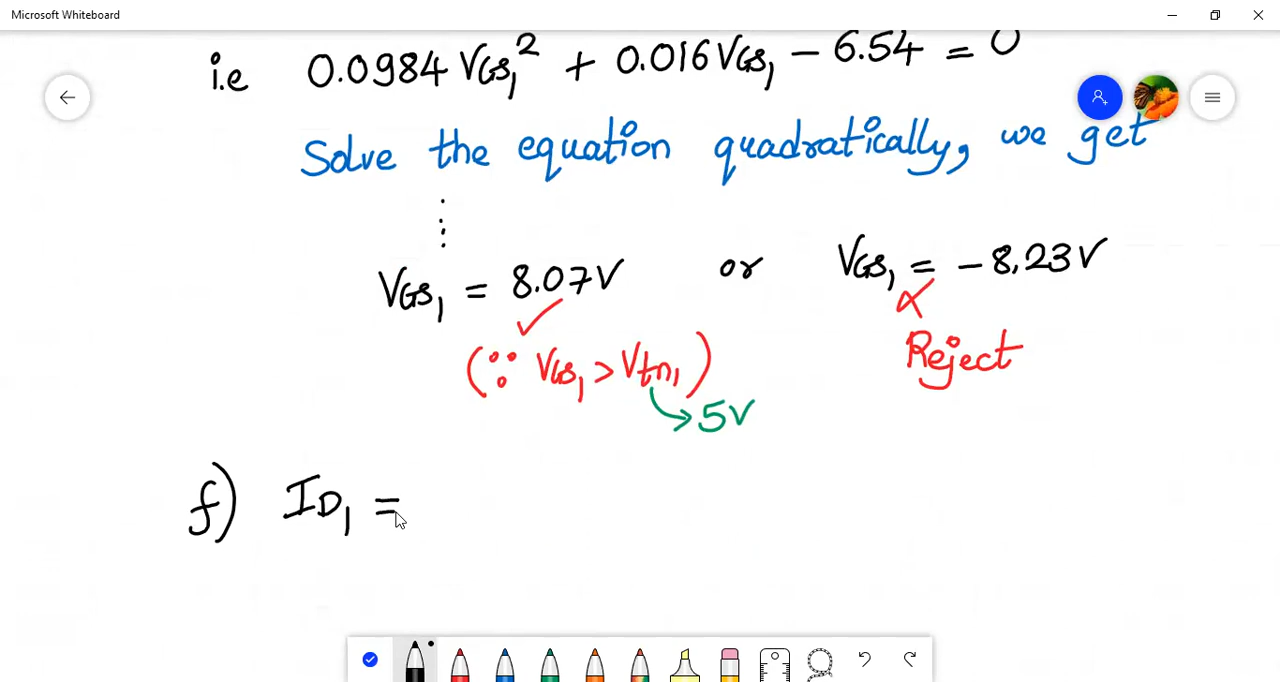 Microsoft Whiteboard
i.e 0.0984 VGS₁² + 0.016 VGS₁ - 6.54 = 0
Solve the equation quadratically, we get
⋮
VGS₁ = 8.07V or VGS₁ = - 8.23V
(∵ VGS₁ > Vtn₁) Reject
5V
f) ID₁ =